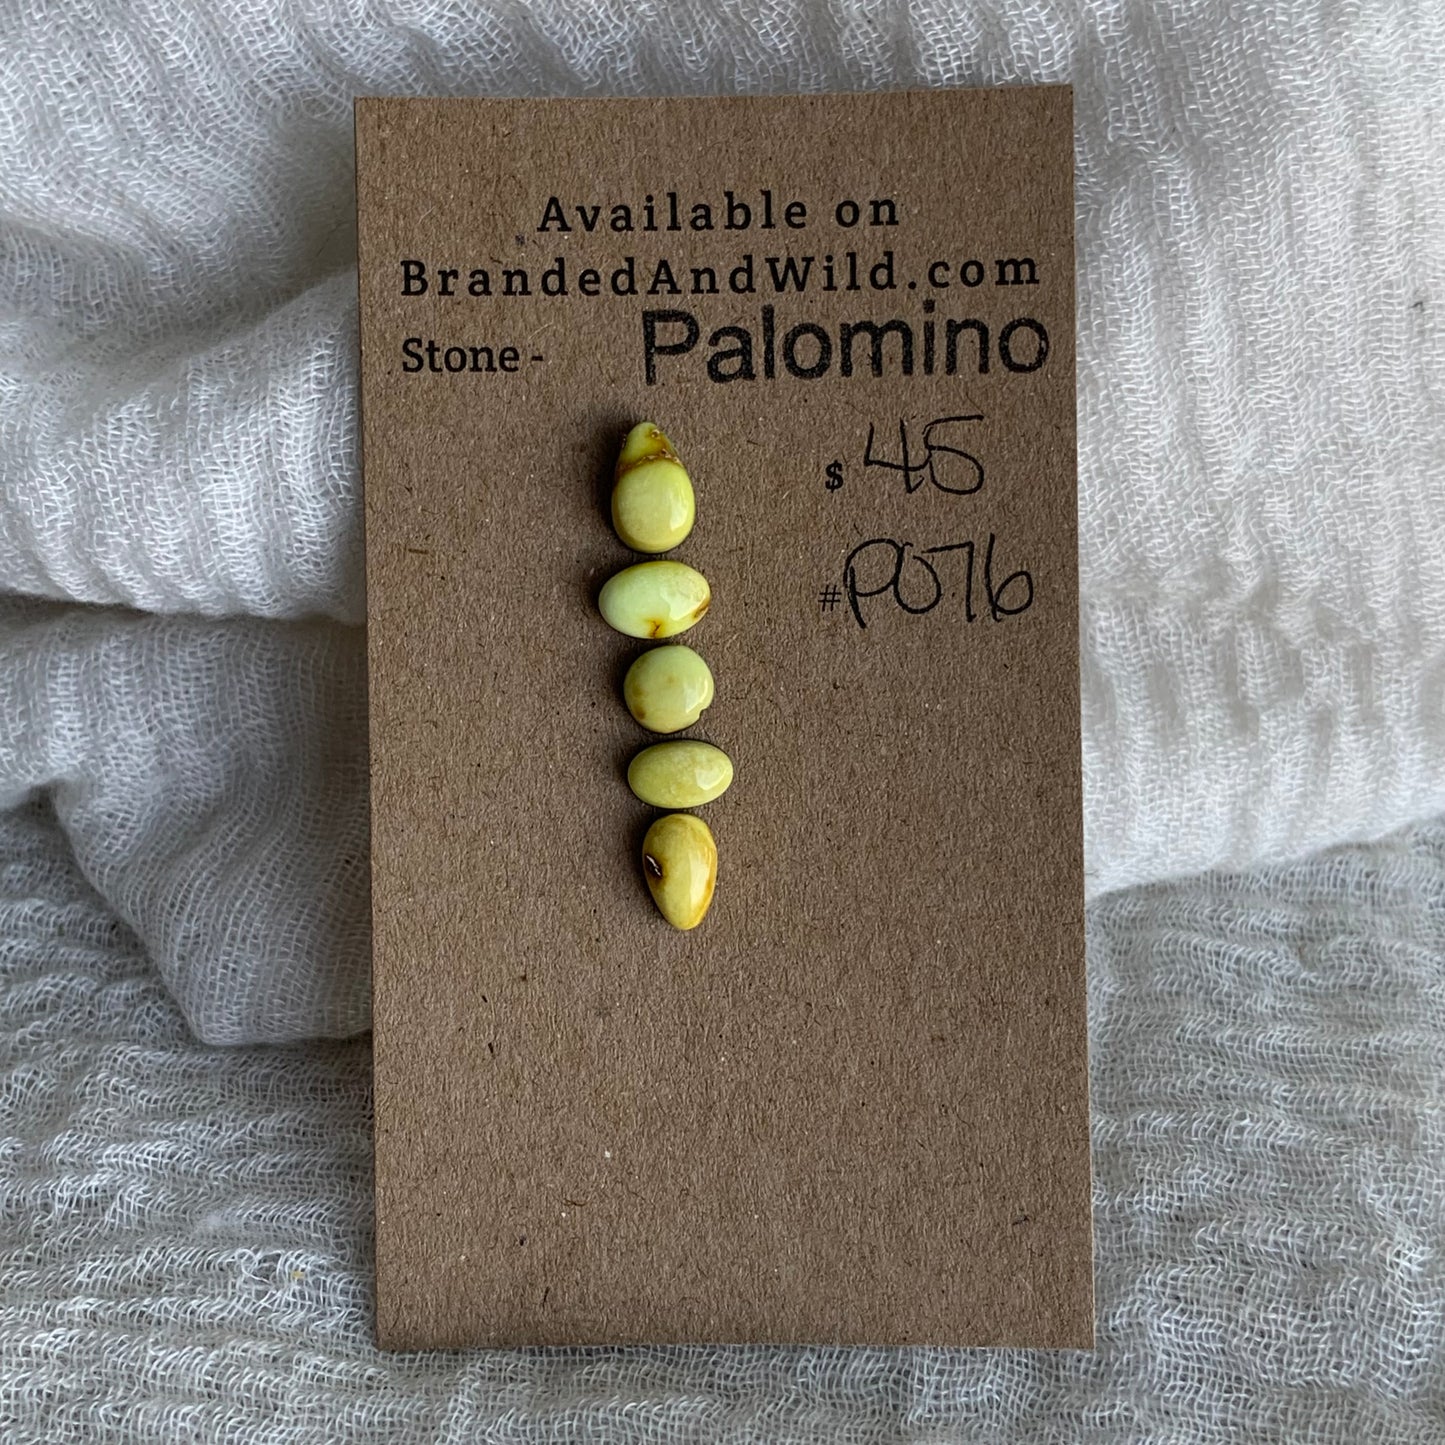 Available on
BrandedAndWild.com
Stone - Palomino
$ 45
#P076